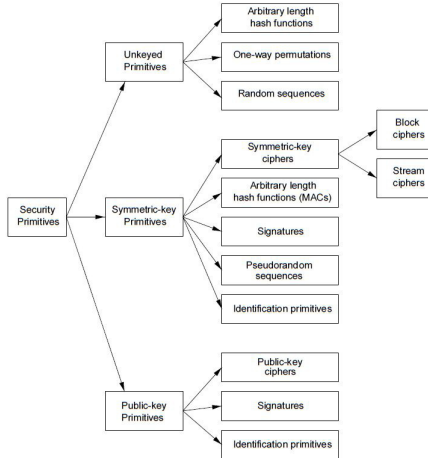 Arbitrary length
hash functions
Unkeyed
Primitives
One-way permutations
Random sequences
Symmetric-key
ciphers
Block
ciphers
Stream
ciphers
Arbitrary length
hash functions (MACs)
Security
Primitives
Symmetric-key
Primitives
Signatures
Pseudorandom
sequences
Identification primitives
Public-key
ciphers
Public-key
Primitives
Signatures
Identification primitives